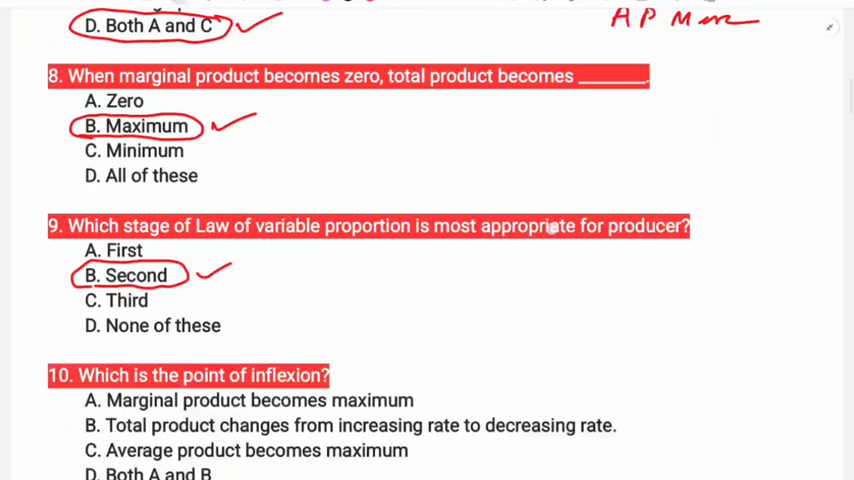 D. Both A and C
A P M
8. When marginal product becomes zero, total product becomes ______.
A. Zero
B. Maximum
C. Minimum
D. All of these
9. Which stage of Law of variable proportion is most appropriate for producer?
A. First
B. Second
C. Third
D. None of these
10. Which is the point of inflexion?
A. Marginal product becomes maximum
B. Total product changes from increasing rate to decreasing rate.
C. Average product becomes maximum
D. Both A and B